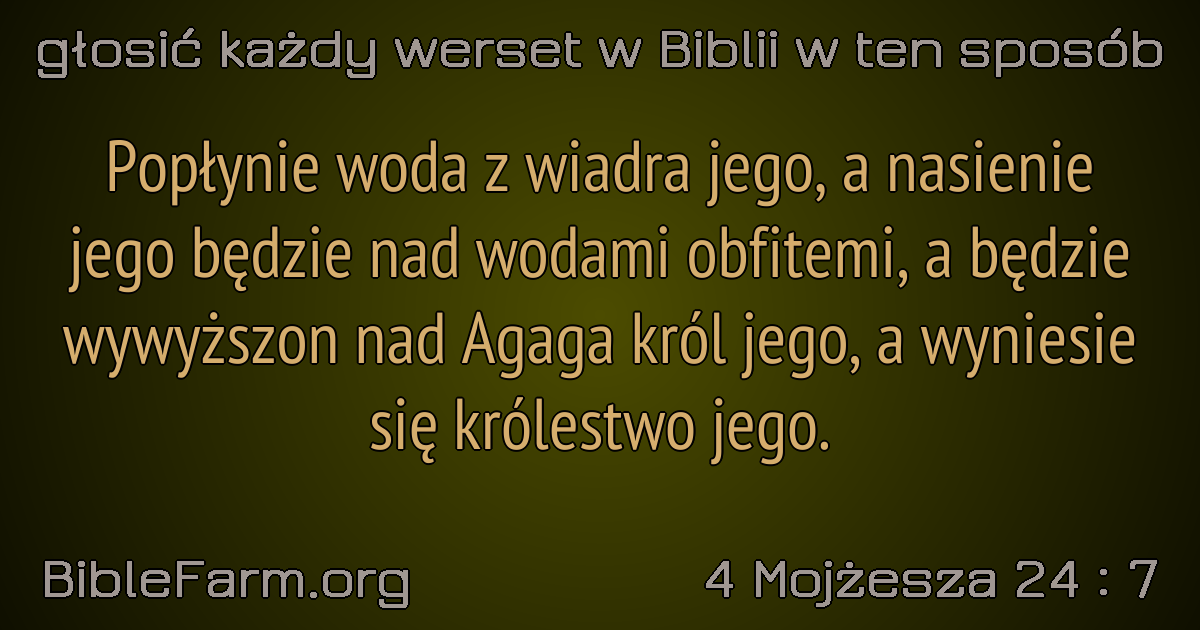 głosić każdy werset w Biblii w ten sposób
Popłynie woda z wiadra jego, a nasienie
jego będzie nad wodami obfitemi, a będzie
wywyższon nad Agaga król jego, a wyniesie
się królestwo jego.
BibleFarm.org
4 Mojżesza 24 : 7